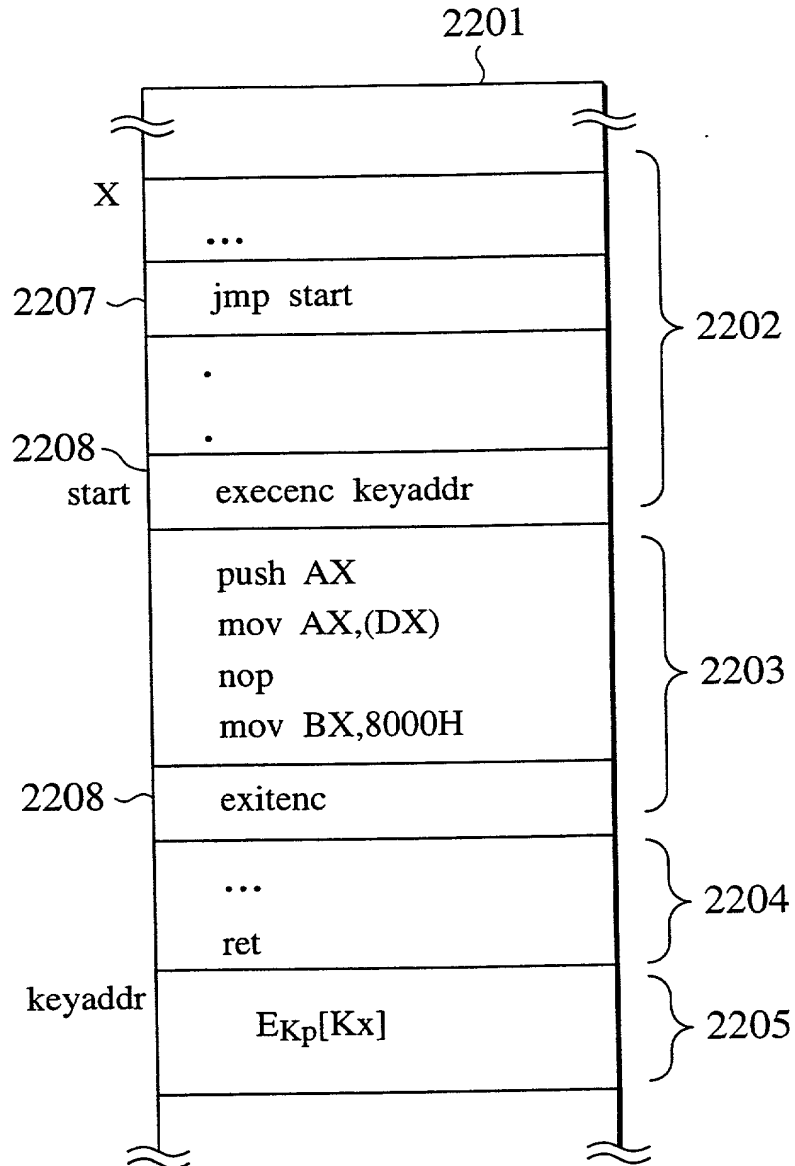 2201
X
...
2207
jmp start
2202
.
.
2208
start
execenc keyaddr
push AX
mov AX,(DX)
nop
mov BX,8000H
2203
2208
exitenc
...
ret
2204
keyaddr
EKp[Kx]
2205